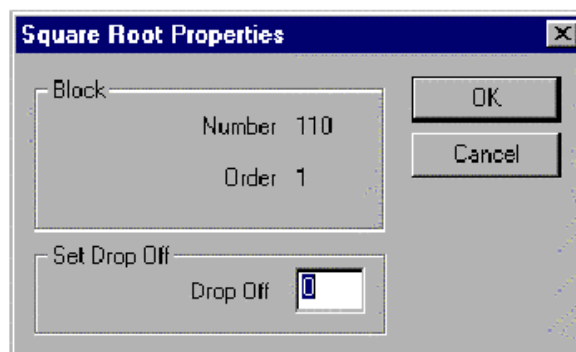 Square Root Properties
Block
Number 110
Order 1
OK
Cancel
Set Drop Off
Drop Off 0